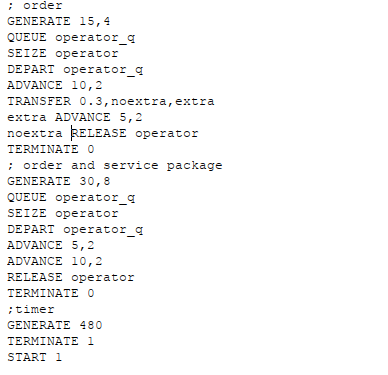 ; order
GENERATE 15,4
QUEUE operator_q
SEIZE operator
DEPART operator_q
ADVANCE 10,2
TRANSFER 0.3,noextra,extra
extra ADVANCE 5,2
noextra RELEASE operator
TERMINATE 0
; order and service package
GENERATE 30,8
QUEUE operator_q
SEIZE operator
DEPART operator_q
ADVANCE 5,2
ADVANCE 10,2
RELEASE operator
TERMINATE 0
;timer
GENERATE 480
TERMINATE 1
START 1